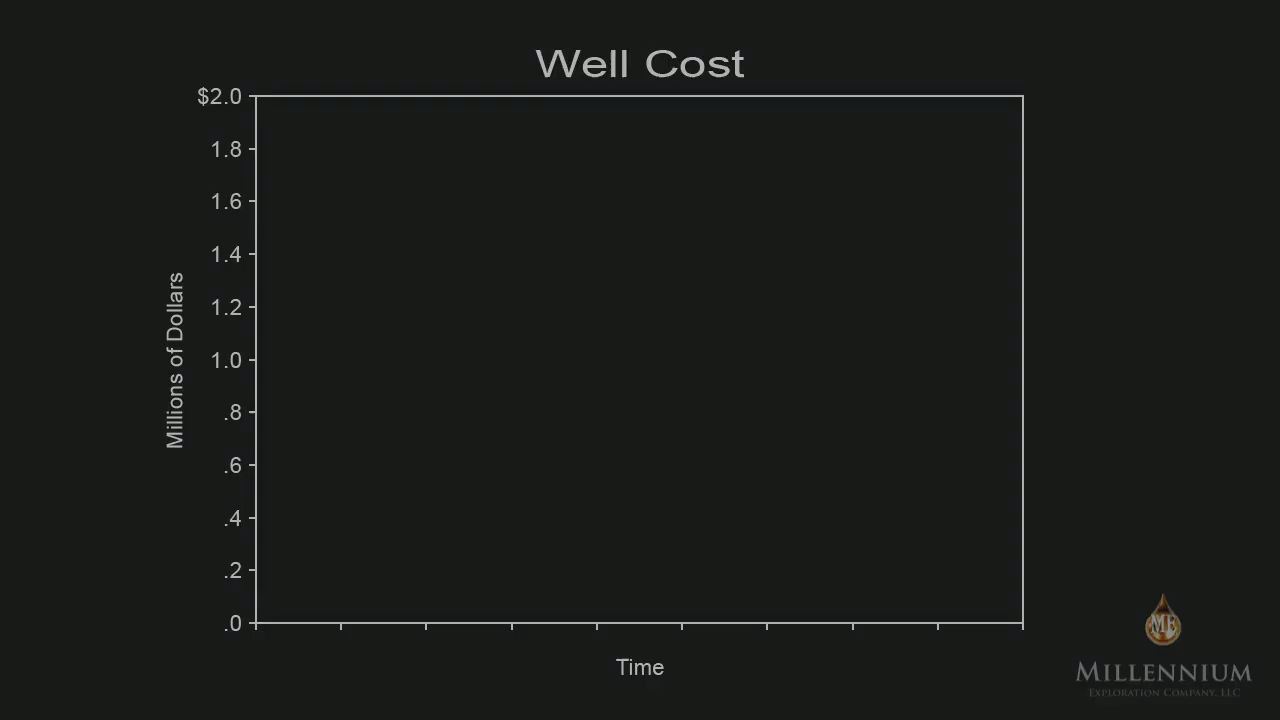 Well Cost
$2.0
1.8
1.6
1.4
1.2
1.0
.8
.6
.4
.2
.0
Millions of Dollars
Time
ME
MILLENNIUM
EXPLORATION COMPANY, LLC